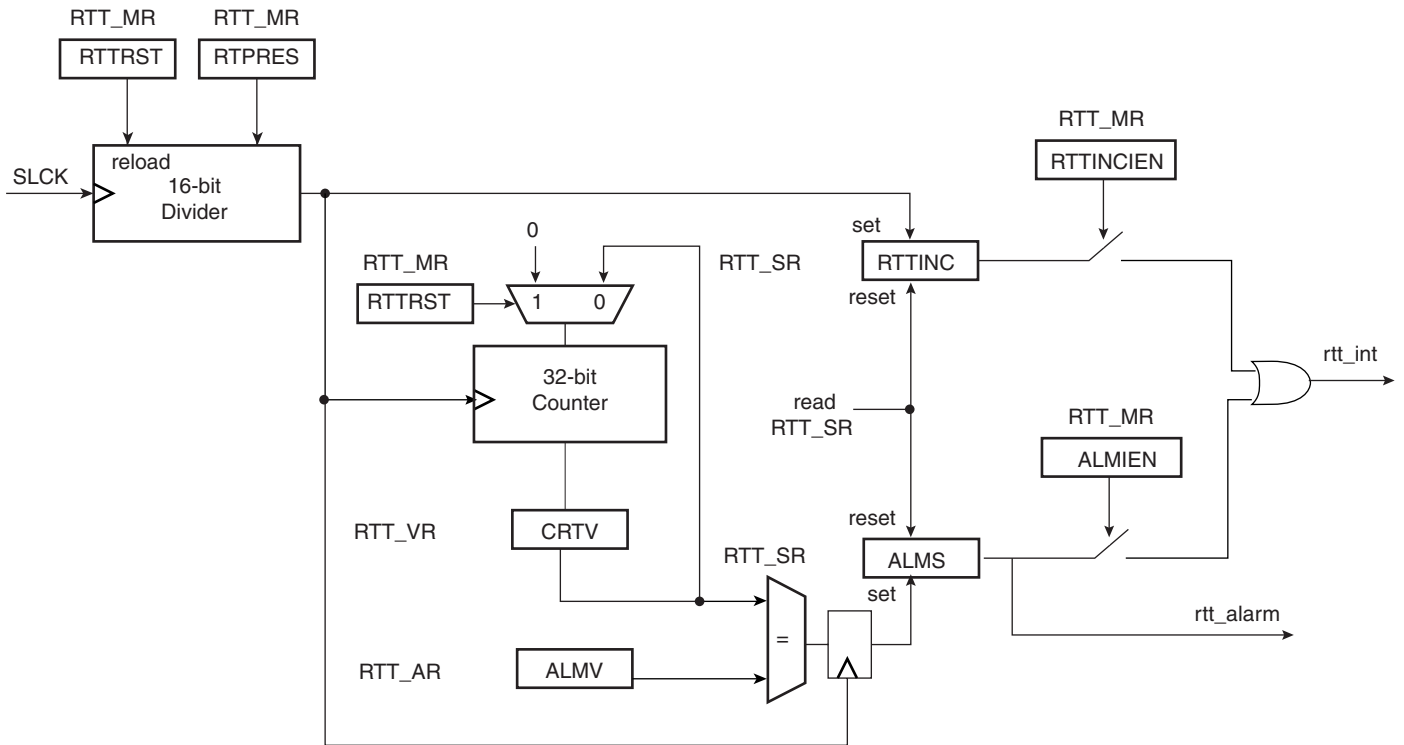 RTT_MR
RTT_MR
RTTRST
RTPRES
reload
16-bit
Divider
SLCK
RTT_MR
RTTINCIEN
0
set
RTT_MR
RTT_SR
RTTINC
RTTRST
1
0
reset
32-bit
Counter
rtt_int
read
RTT_SR
RTT_MR
ALMIEN
reset
RTT_VR
CRTV
RTT_SR
ALMS
set
rtt_alarm
=
RTT_AR
ALMV